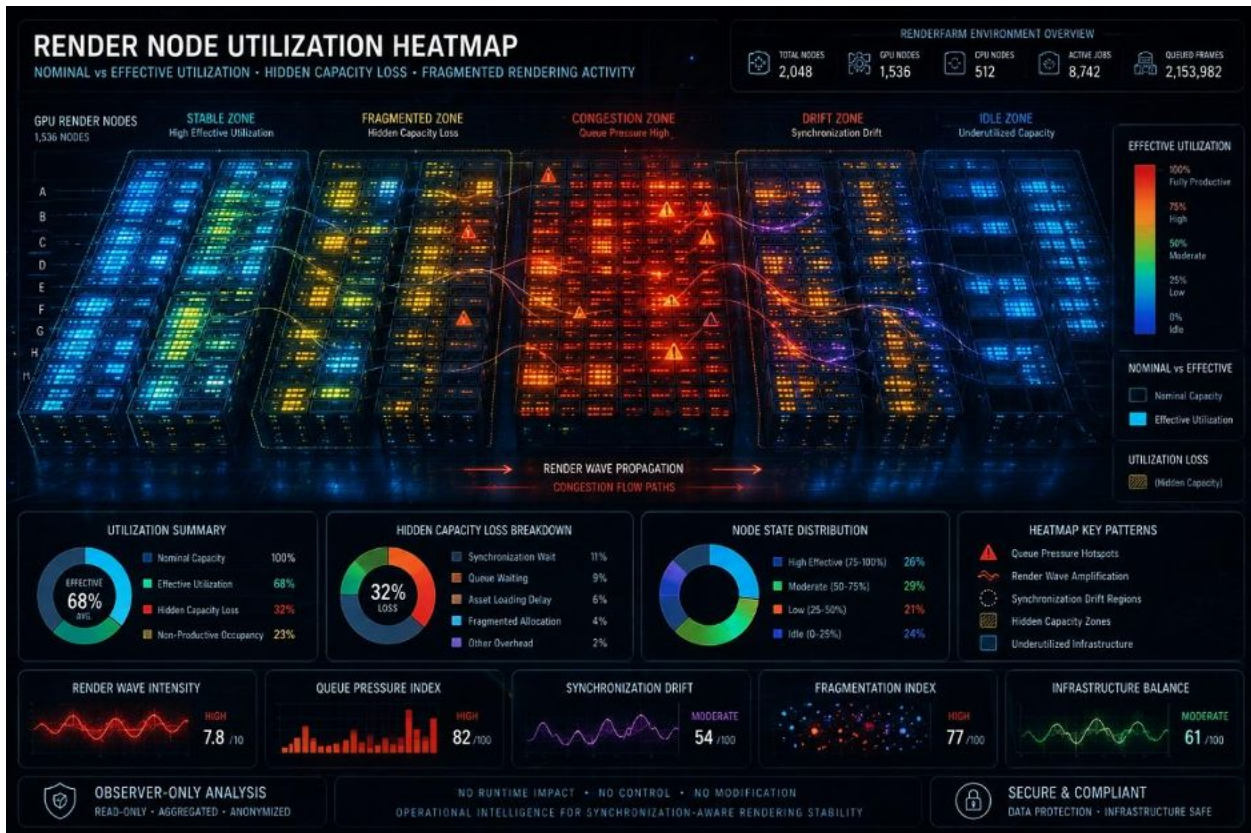 RENDER NODE UTILIZATION HEATMAP
NOMINAL vs EFFECTIVE UTILIZATION • HIDDEN CAPACITY LOSS • FRAGMENTED RENDERING ACTIVITY
RENDERFARM ENVIRONMENT OVERVIEW
TOTAL NODES
2,048
GPU NODES
1,536
CPU NODES
512
ACTIVE JOBS
8,742
QUEUED FRAMES
2,153,982
GPU RENDER NODES
1,536 NODES
STABLE ZONE
High Effective Utilization
FRAGMENTED ZONE
Hidden Capacity Loss
CONGESTION ZONE
Queue Pressure High
DRIFT ZONE
Synchronization Drift
IDLE ZONE
Underutilized Capacity
A
B
C
D
E
F
G
H
EFFECTIVE UTILIZATION
100%
Fully Productive
75%
High
50%
Moderate
25%
Low
0%
Idle
NOMINAL vs EFFECTIVE
Nominal Capacity
Effective Utilization
UTILIZATION LOSS
(Hidden Capacity)
RENDER WAVE PROPAGATION
CONGESTION FLOW PATHS
UTILIZATION SUMMARY
EFFECTIVE
68%
AVG.
Nominal Capacity 100%
Effective Utilization 68%
Hidden Capacity Loss 32%
Non-Productive Occupancy 23%
HIDDEN CAPACITY LOSS BREAKDOWN
32%
LOSS
Synchronization Wait 11%
Queue Waiting 9%
Asset Loading Delay 6%
Fragmented Allocation 4%
Other Overhead 2%
NODE STATE DISTRIBUTION
High Effective (75-100%) 26%
Moderate (50-75%) 29%
Low (25-50%) 21%
Idle (0-25%) 24%
HEATMAP KEY PATTERNS
Queue Pressure Hotspots
Render Wave Amplification
Synchronization Drift Regions
Hidden Capacity Zones
Underutilized Infrastructure
RENDER WAVE INTENSITY
HIGH
7.8 /10
QUEUE PRESSURE INDEX
HIGH
82 /100
SYNCHRONIZATION DRIFT
MODERATE
54 /100
FRAGMENTATION INDEX
HIGH
77 /100
INFRASTRUCTURE BALANCE
MODERATE
61 /100
OBSERVER-ONLY ANALYSIS
READ-ONLY • AGGREGATED • ANONYMIZED
NO RUNTIME IMPACT • NO CONTROL • NO MODIFICATION
OPERATIONAL INTELLIGENCE FOR SYNCHRONIZATION-AWARE RENDERING STABILITY
SECURE & COMPLIANT
DATA PROTECTION • INFRASTRUCTURE SAFE